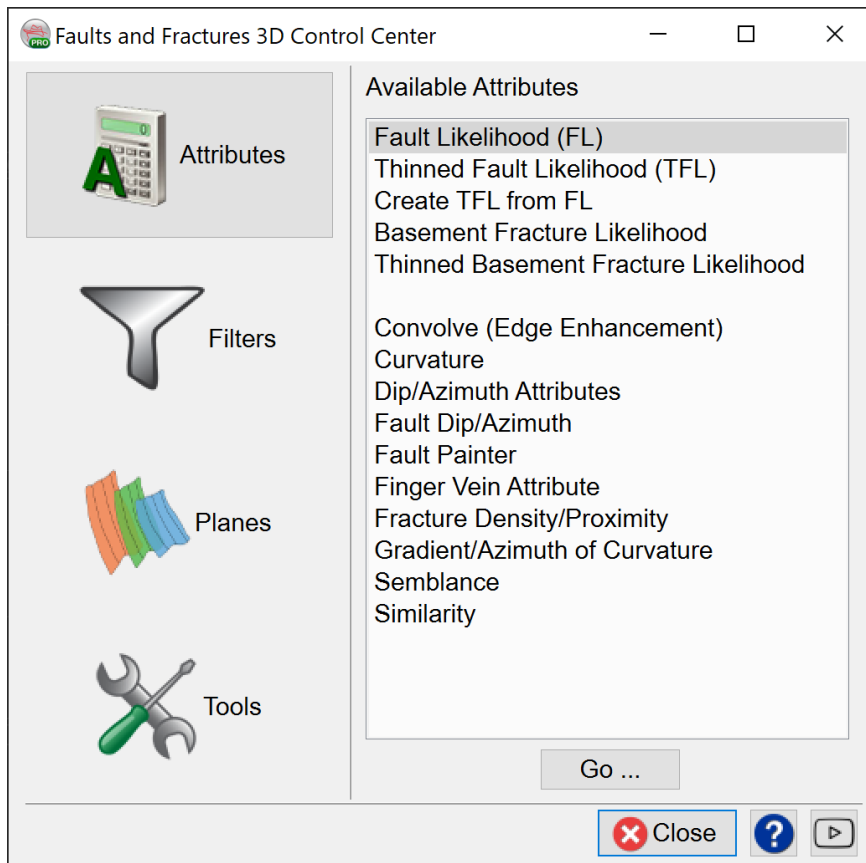 PRO
Faults and Fractures 3D Control Center
Attributes
Filters
Planes
Tools
Available Attributes
Fault Likelihood (FL)
Thinned Fault Likelihood (TFL)
Create TFL from FL
Basement Fracture Likelihood
Thinned Basement Fracture Likelihood
Convolve (Edge Enhancement)
Curvature
Dip/Azimuth Attributes
Fault Dip/Azimuth
Fault Painter
Finger Vein Attribute
Fracture Density/Proximity
Gradient/Azimuth of Curvature
Semblance
Similarity
Go ...
Close
?